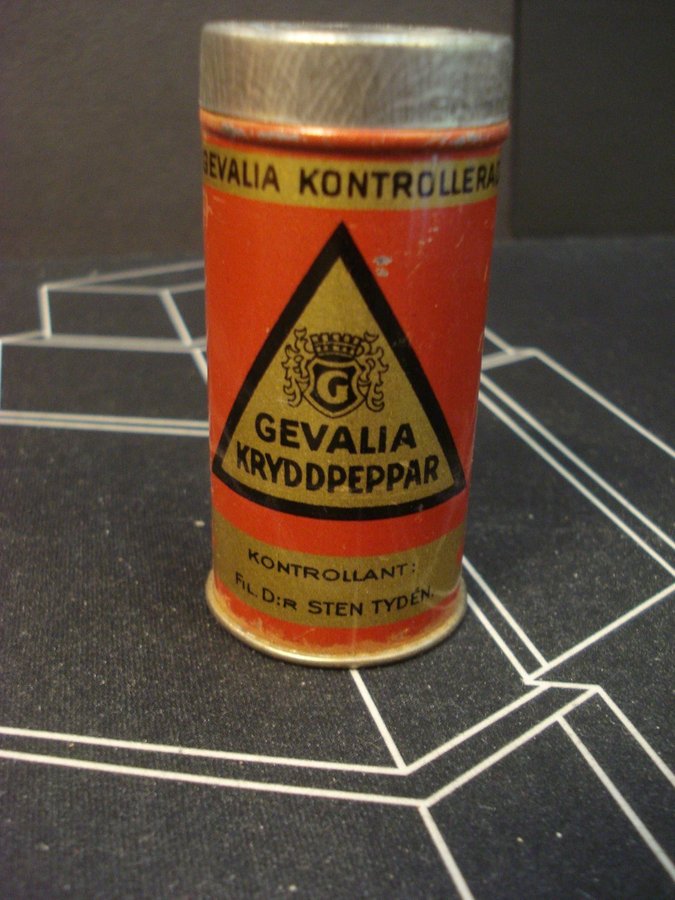 GEVALIA KONTROLLERAD
G
GEVALIA
KRYDDPEPPAR
KONTROLLANT:
FIL. D:R STEN TYDÉN.